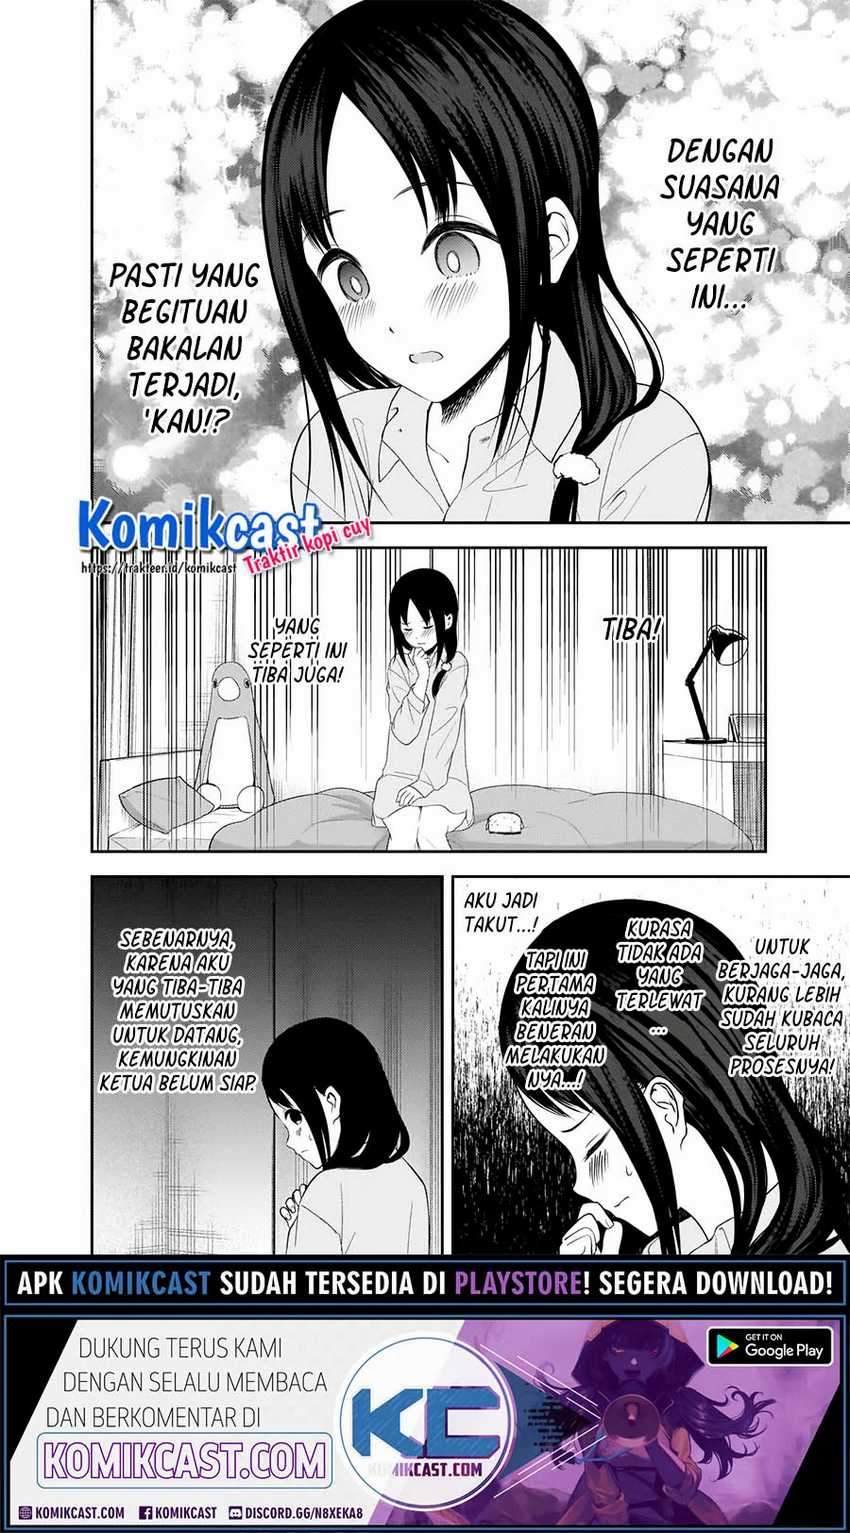 DENGAN
SUASANA
YANG
SEPERTI
INI...
PASTI YANG
BEGITUAN
BAKALAN
TERJADI,
'KAN!?
Komikcast
Traktir kopi cuy
https://trakteer.id/komikcast
TIBA!
YANG
SEPERTI INI
TIBA JUGA!
UNTUK
BERJAGA-JAGA,
KURANG LEBIH
SUDAH KUBACA
SELURUH
PROSESNYA!
KURASA
TIDAK ADA
YANG
TERLEWAT
...
TAPI INI
PERTAMA
KALINYA
BENERAN
MELAKUKAN
NYA...!
AKU JADI
TAKUT...!
SEBENARNYA,
KARENA AKU
YANG TIBA-TIBA
MEMUTUSKAN
UNTUK DATANG,
KEMUNGKINAN
KETUA BELUM SIAP.
APK KOMIKCAST SUDAH TERSEDIA DI PLAYSTORE! SEGERA DOWNLOAD!
DUKUNG TERUS KAMI
DENGAN SELALU MEMBACA
DAN BERKOMENTAR DI
KOMIKCAST.COM
KOMIKCAST.COM
KOMIKCAST
DISCORD.GG/N8XEKA8
KC
KOMIKCAST.COM
GET IT ON
Google Play